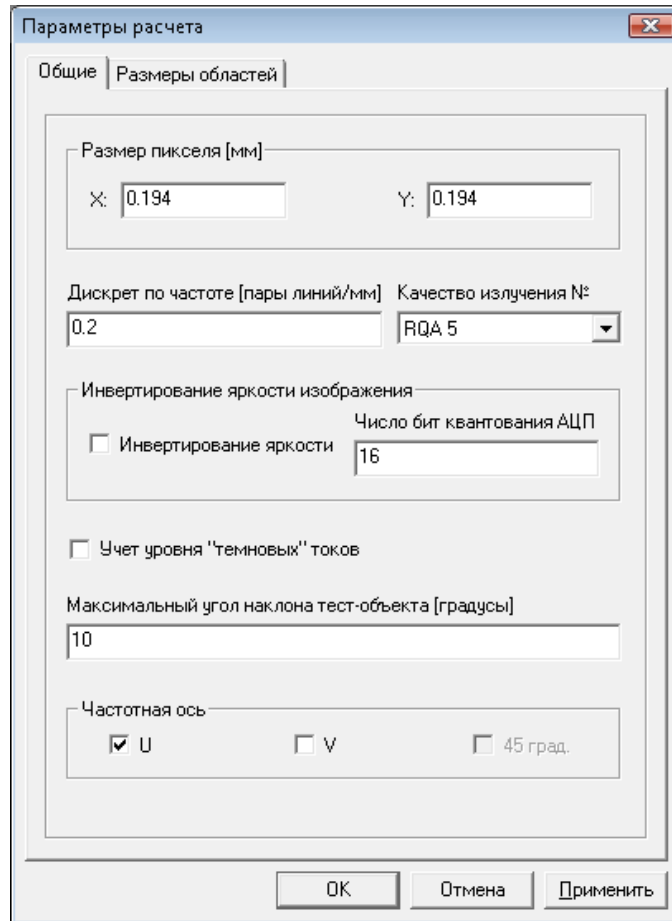 Параметры расчета
Общие Размеры областей
Размер пикселя [мм]
X: 0.194 Y: 0.194
Дискрет по частоте [пары линий/мм] Качество излучения №
0.2 RQA 5
Инвертирование яркости изображения
Число бит квантования АЦП
Инвертирование яркости 16
Учет уровня "темновых" токов
Максимальный угол наклона тест-объекта [градусы]
10
Частотная ось
U V 45 град.
OK Отмена Применить